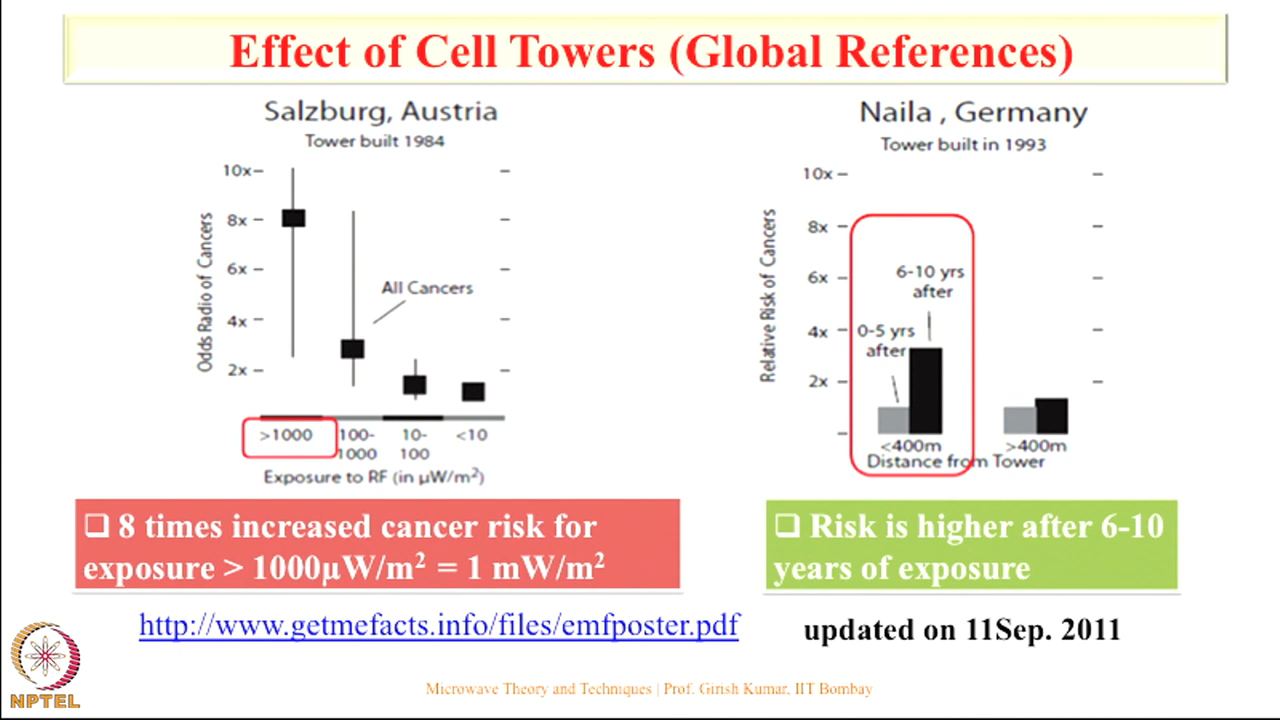 Effect of Cell Towers (Global References)
Salzburg, Austria
Tower built 1984
10x
8x
6x
4x
2x
Odds Radio of Cancers
All Cancers
>1000
100-
1000
10-
100
<10
Exposure to RF (in µW/m²)
Naila , Germany
Tower built in 1993
10x
8x
6x
4x
2x
Relative Risk of Cancers
6-10 yrs
after
0-5 yrs
after
<400m
>400m
Distance from Tower
❑ 8 times increased cancer risk for
exposure > 1000µW/m² = 1 mW/m²
❑ Risk is higher after 6-10
years of exposure
http://www.getmefacts.info/files/emfposter.pdf
updated on 11Sep. 2011
NPTEL
Microwave Theory and Techniques | Prof. Girish Kumar, IIT Bombay